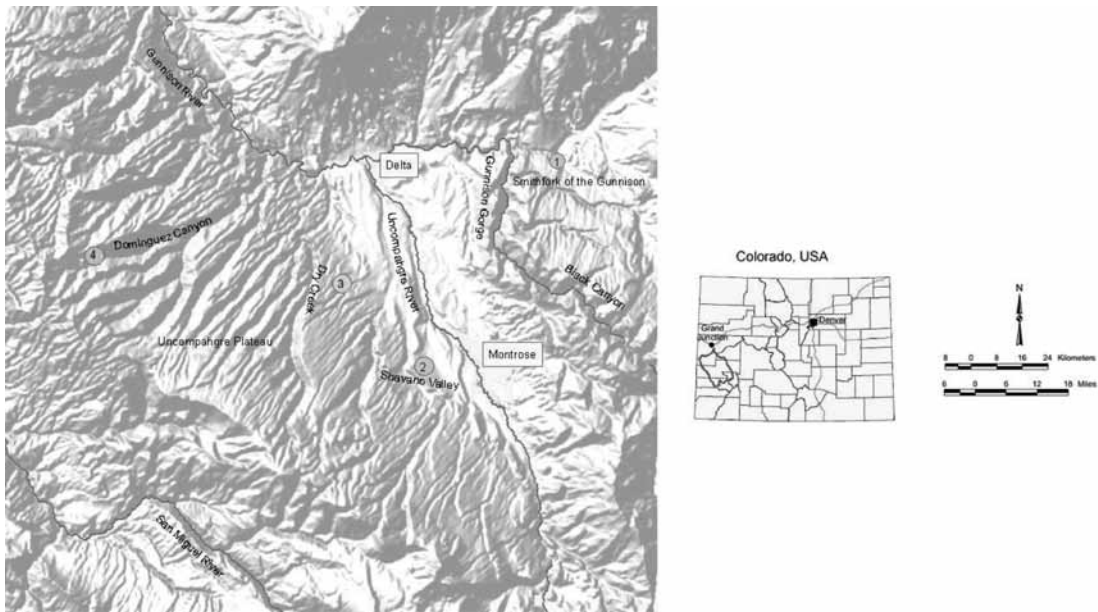 Gunnison River
1
Delta
Gunnison Gorge
Smithfork of the Gunnison
Uncompahgre River
Dominguez Canyon
4
Dry Creek
3
Black Canyon
Uncompahgre Plateau
Montrose
2
Shavano Valley
San Miguel River
Colorado, USA
Denver
Grand
Junction
N
8 0 8 16 24 Kilometers
6 0 6 12 18 Miles